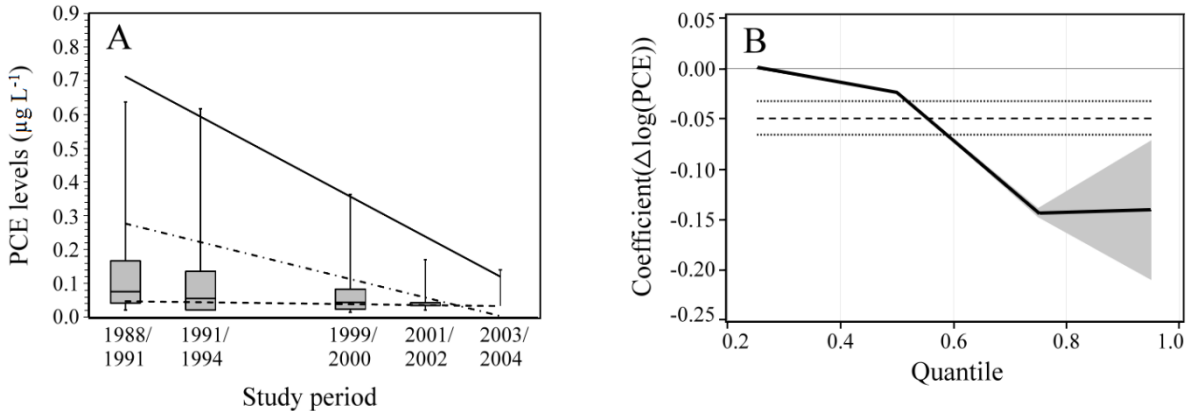 A
PCE levels (µg L⁻¹)
0.9
0.8
0.7
0.6
0.5
0.4
0.3
0.2
0.1
0.0
1988/ 1991/ 1999/ 2001/ 2003/
1991 1994 2000 2002 2004
Study period
B
Coefficient(△log(PCE))
0.05
0.00
-0.05
-0.10
-0.15
-0.20
-0.25
0.2 0.4 0.6 0.8 1.0
Quantile